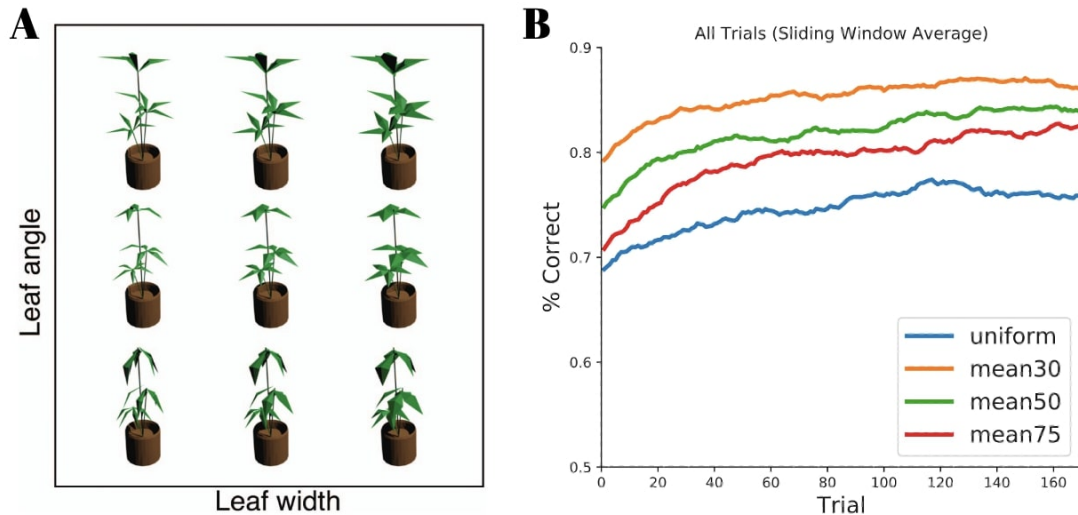 A
Leaf angle
Leaf width
B
All Trials (Sliding Window Average)
% Correct
0.9
0.8
0.7
0.6
0.5
0
20
40
60
80
100
120
140
160
Trial
uniform
mean30
mean50
mean75